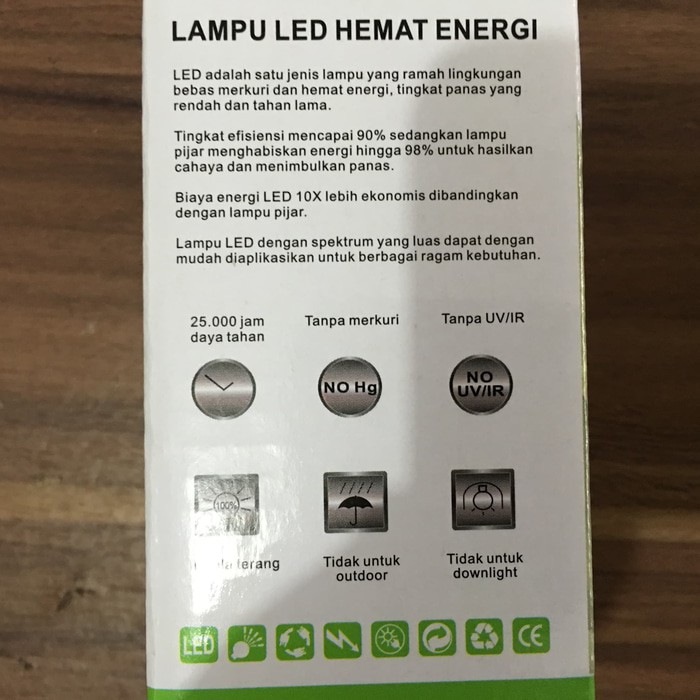 LAMPU LED HEMAT ENERGI
LED adalah satu jenis lampu yang ramah lingkungan
bebas merkuri dan hemat energi, tingkat panas yang
rendah dan tahan lama.
Tingkat efisiensi mencapai 90% sedangkan lampu
pijar menghabiskan energi hingga 98% untuk hasilkan
cahaya dan menimbulkan panas.
Biaya energi LED 10X lebih ekonomis dibandingkan
dengan lampu pijar.
Lampu LED dengan spektrum yang luas dapat dengan
mudah diaplikasikan untuk berbagai ragam kebutuhan.
25.000 jam
daya tahan
Tanpa merkuri
Tanpa UV/IR
NO Hg
NO
UV/IR
100%
terang
Tidak untuk
outdoor
Tidak untuk
downlight
LED
CE